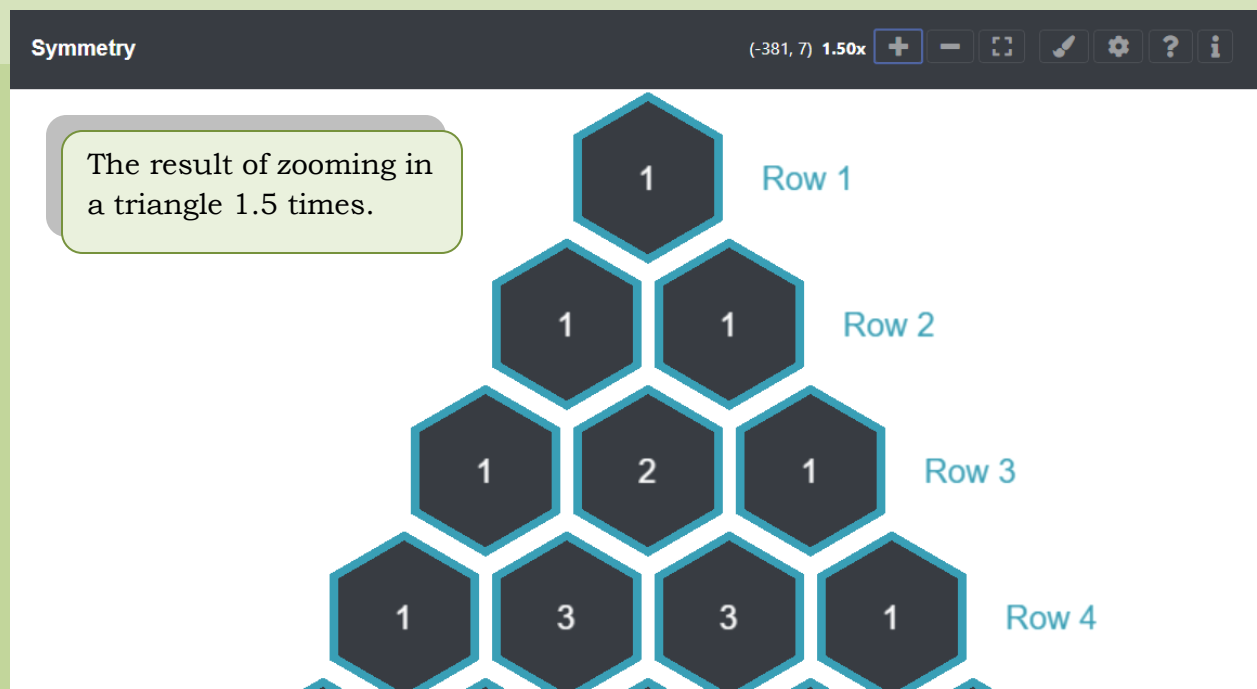 Symmetry (-381, 7) 1.50x
The result of zooming in
a triangle 1.5 times.
1 Row 1
1 1 Row 2
1 2 1 Row 3
1 3 3 1 Row 4